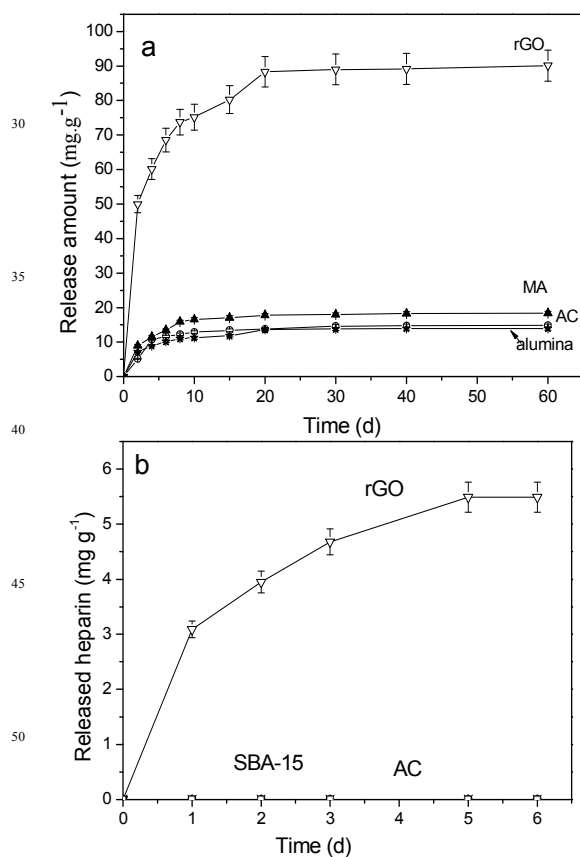 a
rGO
100
90
80
70
60
50
40
30
20
10
0
Release amount (mg.g-1)
MA
AC
alumina
0 10 20 30 40 50 60
Time (d)
30
35
40
b
rGO
6
5
4
3
2
1
0
Released heparin (mg g-1)
SBA-15 AC
0 1 2 3 4 5 6
Time (d)
45
50